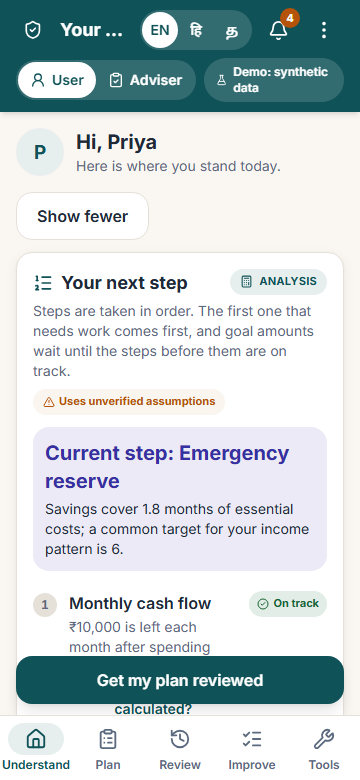 Your ...
EN
हि
த
4
User
Adviser
Demo: synthetic
data
P
Hi, Priya
Here is where you stand today.
Show fewer
Your next step
ANALYSIS
Steps are taken in order. The first one that
needs work comes first, and goal amounts
wait until the steps before them are on
track.
Uses unverified assumptions
Current step: Emergency
reserve
Savings cover 1.8 months of essential
costs; a common target for your income
pattern is 6.
1
Monthly cash flow
On track
₹10,000 is left each
month after spending
Get my plan reviewed
calculated?
Understand
Plan
Review
Improve
Tools